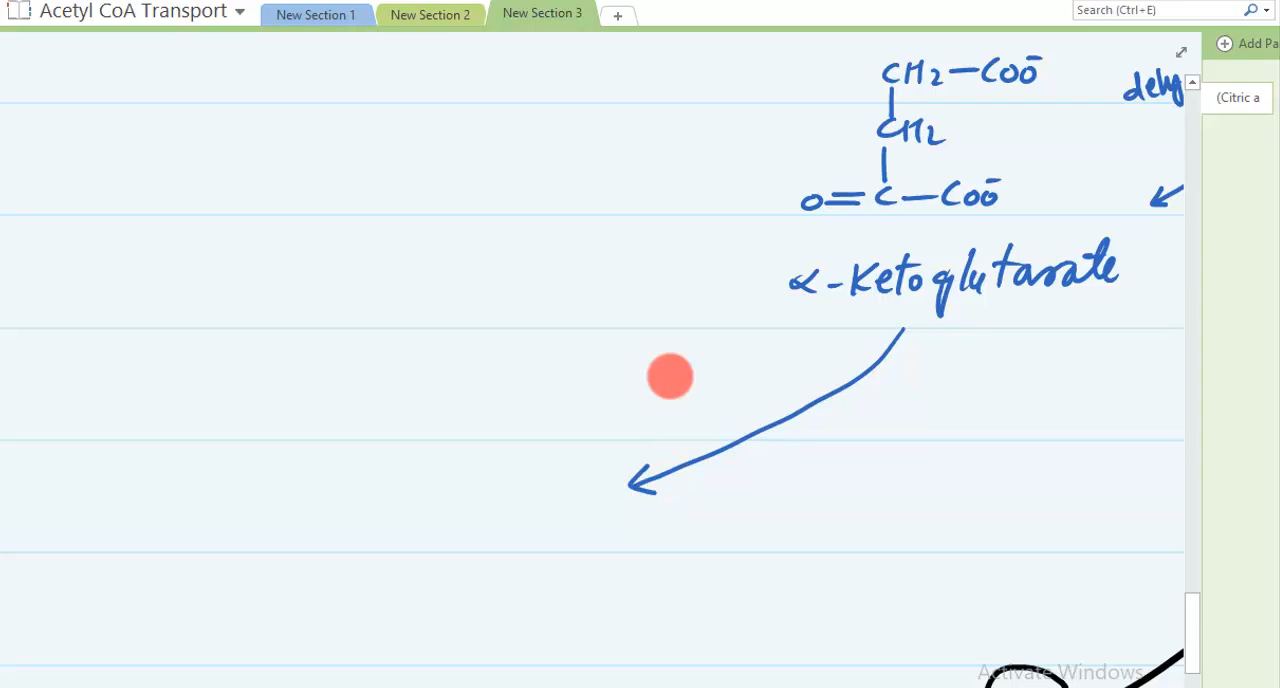 Acetyl CoA Transport
New Section 1
New Section 2
New Section 3
+
Search (Ctrl+E)
Add Pa
(Citric a
CH2—COO̅
dehy
CH2
O=C—COO̅
α-Ketoglutarate
Activate Windows